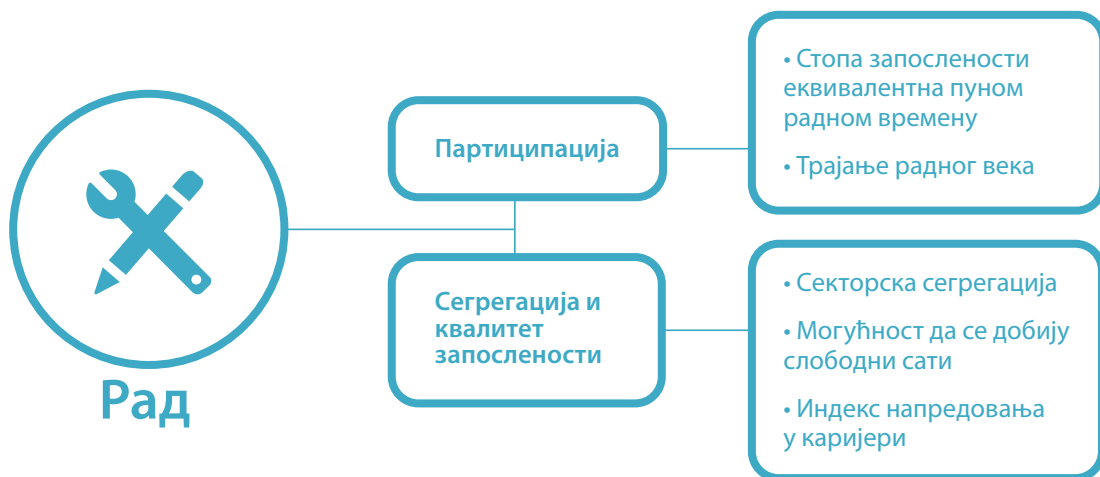 Рад
Партиципација
• Стопа запослености
еквивалентна пуном
радном времену
• Трајање радног века
Сегрегација и
квалитет
запослености
• Секторска сегрегација
• Могућност да се добију
слободни сати
• Индекс напредовања
у каријери